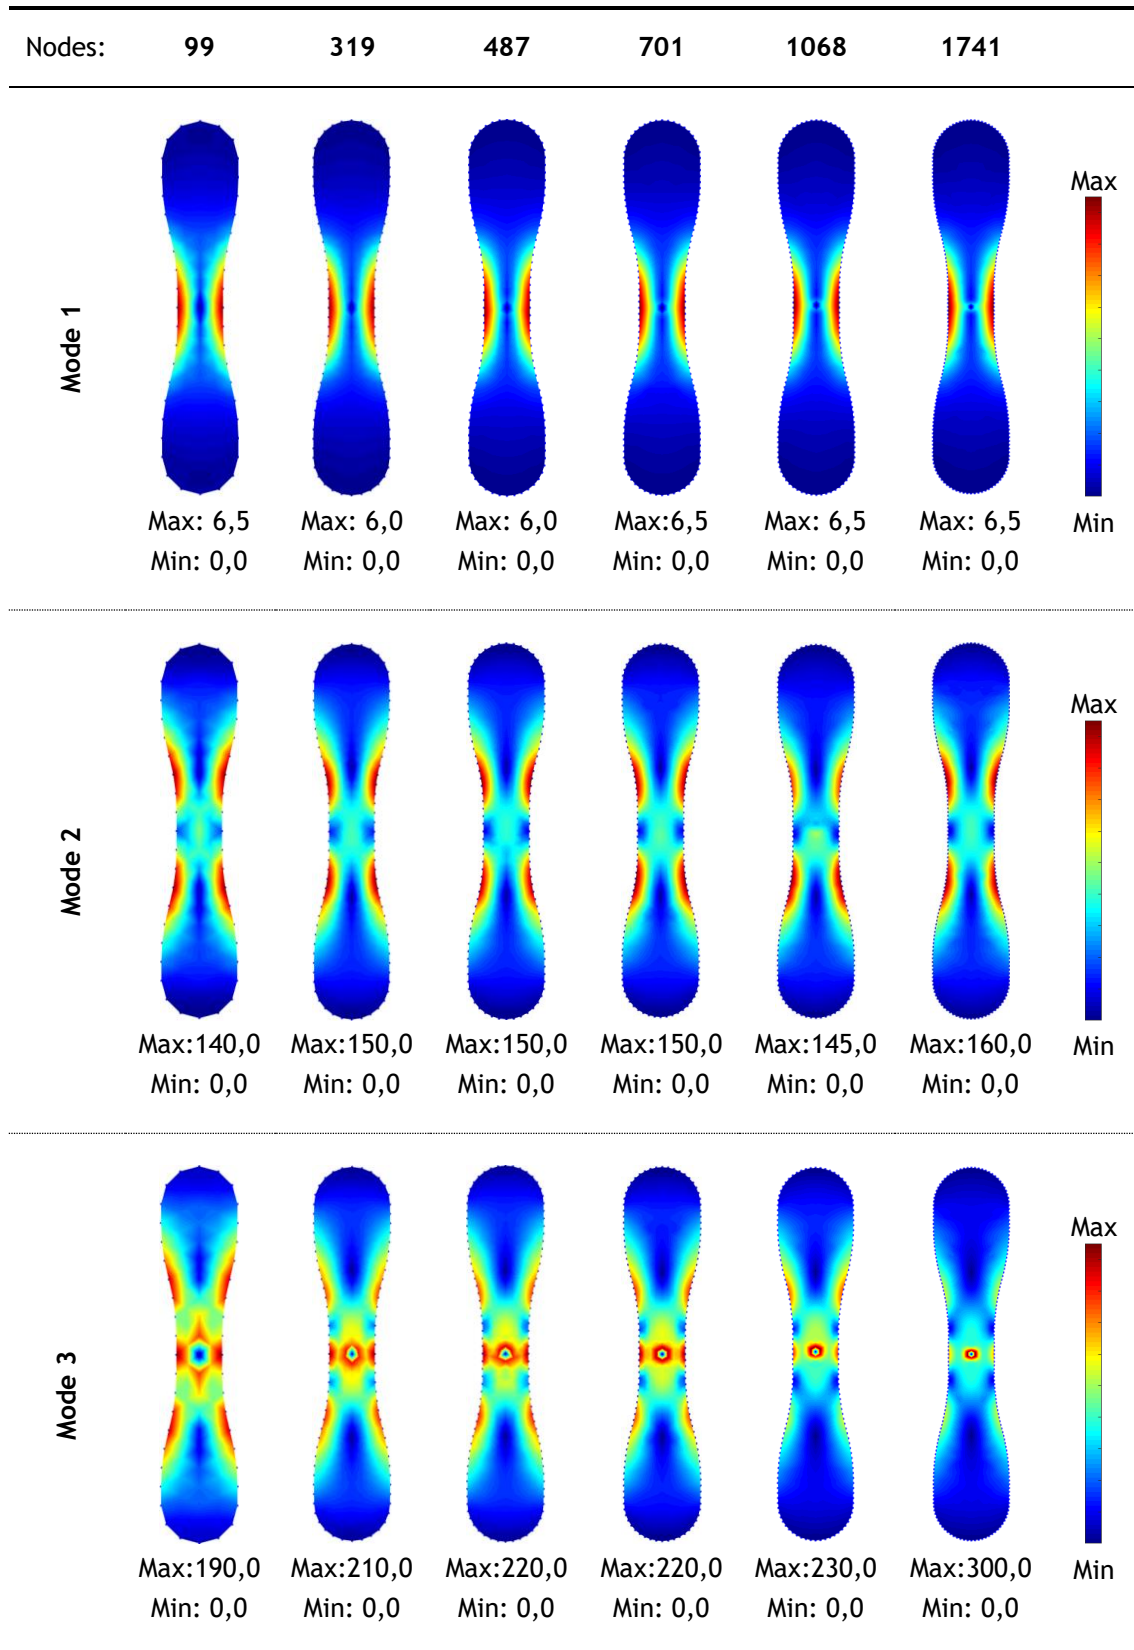 Nodes: 99 319 487 701 1068 1741
Mode 1
Max
Min
Max: 6,5 Max: 6,0 Max: 6,0 Max:6,5 Max: 6,5 Max: 6,5
Min: 0,0 Min: 0,0 Min: 0,0 Min: 0,0 Min: 0,0 Min: 0,0
Mode 2
Max
Max:140,0 Max:150,0 Max:150,0 Max:150,0 Max:145,0 Max:160,0 Min
Min: 0,0 Min: 0,0 Min: 0,0 Min: 0,0 Min: 0,0 Min: 0,0
Mode 3
Max
Max:190,0 Max:210,0 Max:220,0 Max:220,0 Max:230,0 Max:300,0 Min
Min: 0,0 Min: 0,0 Min: 0,0 Min: 0,0 Min: 0,0 Min: 0,0